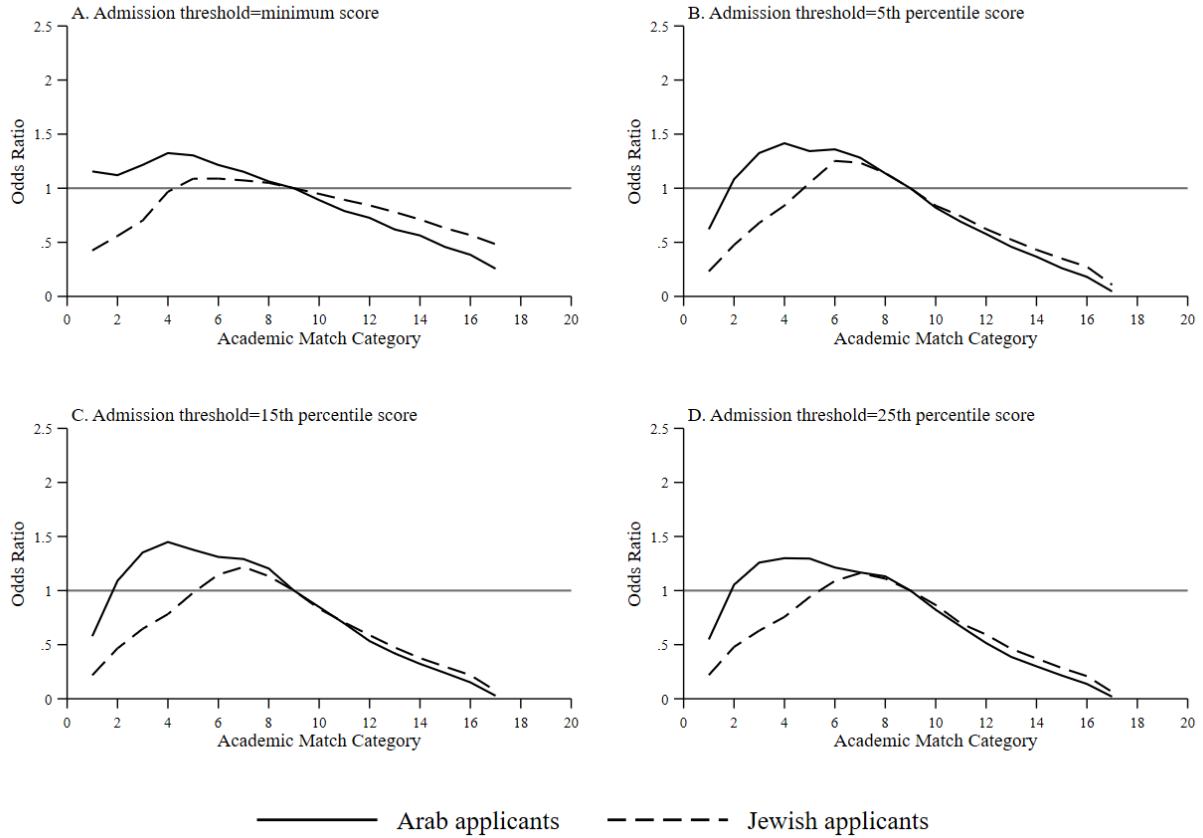 A. Admission threshold=minimum score
2.5
2
1.5
1
.5
0
Odds Ratio
0 2 4 6 8 10 12 14 16 18 20
Academic Match Category
B. Admission threshold=5th percentile score
2.5
2
1.5
1
.5
0
Odds Ratio
0 2 4 6 8 10 12 14 16 18 20
Academic Match Category
C. Admission threshold=15th percentile score
2.5
2
1.5
1
.5
0
Odds Ratio
0 2 4 6 8 10 12 14 16 18 20
Academic Match Category
D. Admission threshold=25th percentile score
2.5
2
1.5
1
.5
0
Odds Ratio
0 2 4 6 8 10 12 14 16 18 20
Academic Match Category
Arab applicants Jewish applicants